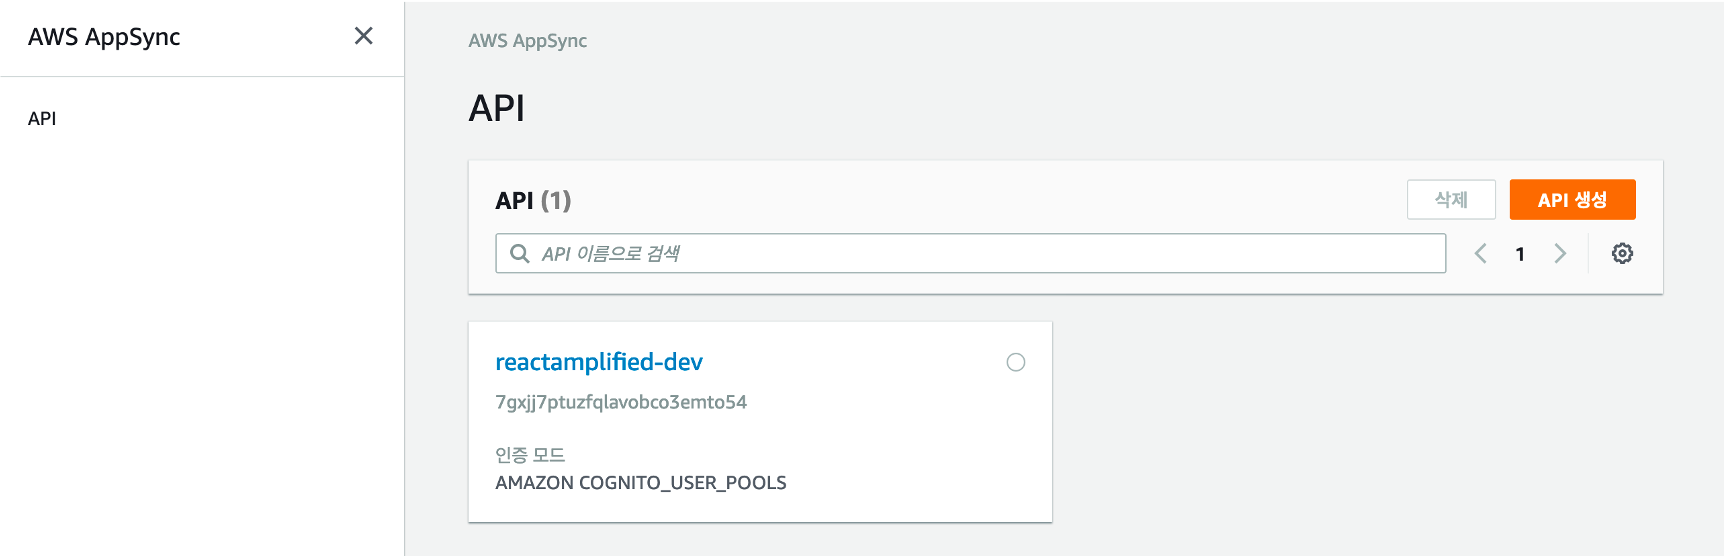 AWS AppSync
API
AWS AppSync
API
API (1)
삭제
API 생성
API 이름으로 검색
1
reactamplified-dev
7gxjj7ptuzfqlavobco3emto54
인증 모드
AMAZON COGNITO_USER_POOLS